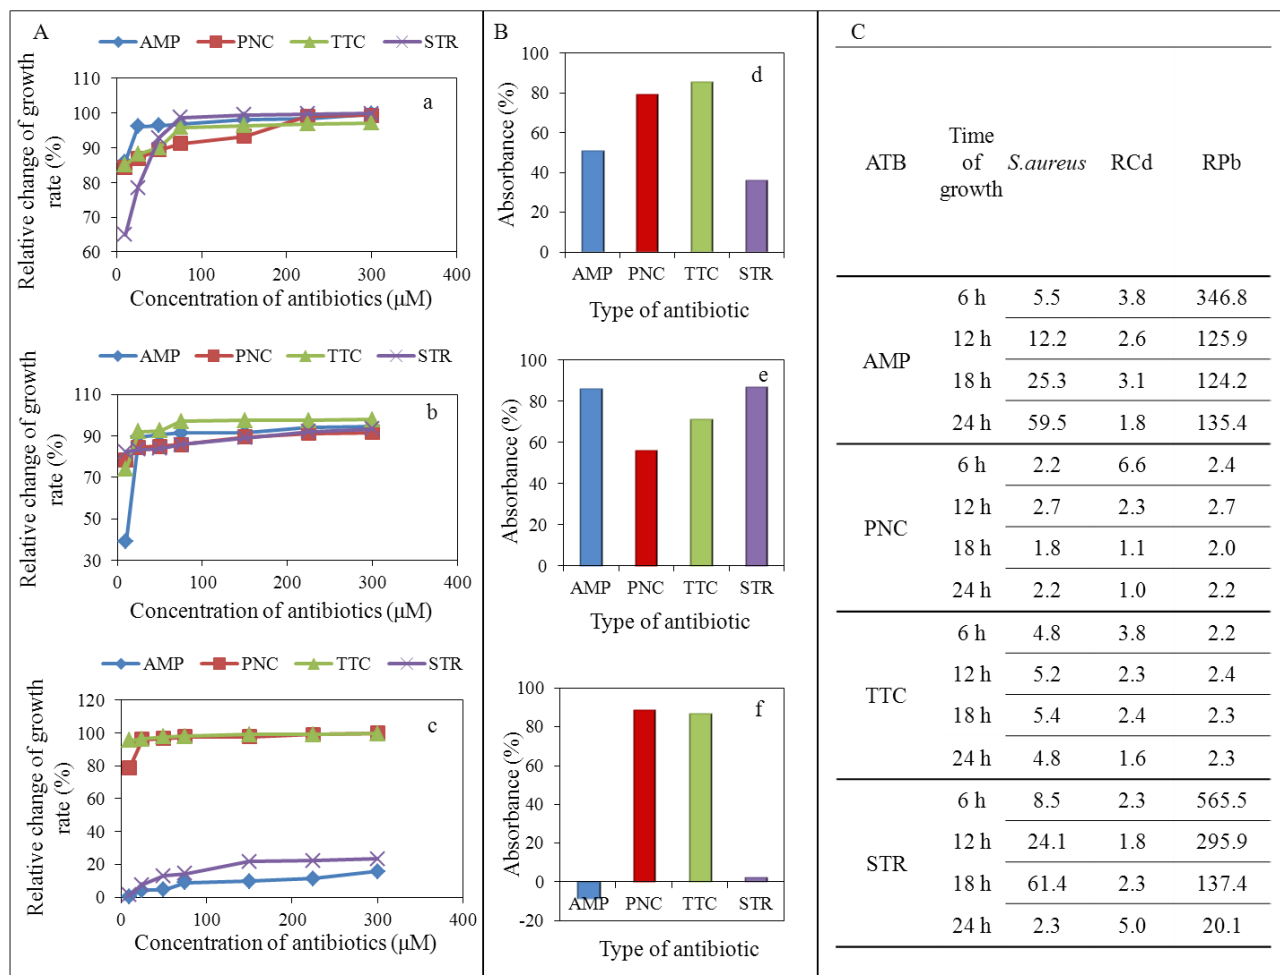 A
AMP PNC TTC STR
Relative change of growth
rate (%)
110
100
90
80
70
60
a
0 100 200 300 400
Concentration of antibiotics (µM)
AMP PNC TTC STR
Relative change of growth
rate (%)
110
90
70
50
30
b
0 100 200 300 400
Concentration of antibiotics (µM)
AMP PNC TTC STR
Relative change of growth
rate (%)
120
100
80
60
40
20
0
c
0 100 200 300 400
Concentration of antibiotics (µM)
B
Absorbance (%)
100
80
60
40
20
0
d
AMP PNC TTC STR
Type of antibiotic
Absorbance (%)
100
80
60
40
20
0
e
AMP PNC TTC STR
Type of antibiotic
Absorbance (%)
100
80
60
40
20
0
-20
f
AMP PNC TTC STR
Type of antibiotic
C
ATB Time of growth S.aureus RCd RPb
AMP
6 h 5.5 3.8 346.8
12 h 12.2 2.6 125.9
18 h 25.3 3.1 124.2
24 h 59.5 1.8 135.4
PNC
6 h 2.2 6.6 2.4
12 h 2.7 2.3 2.7
18 h 1.8 1.1 2.0
24 h 2.2 1.0 2.2
TTC
6 h 4.8 3.8 2.2
12 h 5.2 2.3 2.4
18 h 5.4 2.4 2.3
24 h 4.8 1.6 2.3
STR
6 h 8.5 2.3 565.5
12 h 24.1 1.8 295.9
18 h 61.4 2.3 137.4
24 h 2.3 5.0 20.1